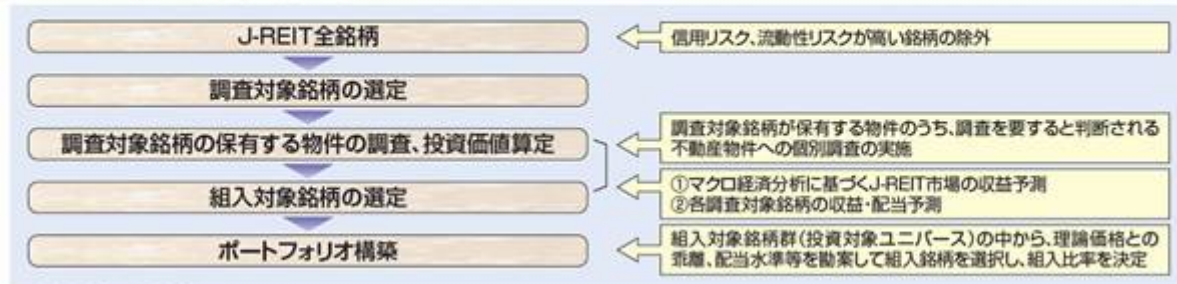 J-REIT全銘柄
信用リスク、流動性リスクが高い銘柄の除外
調査対象銘柄の選定
調査対象銘柄の保有する物件の調査、投資価値算定
調査対象銘柄が保有する物件のうち、調査を要すると判断される
不動産物件への個別調査の実施
組入対象銘柄の選定
①マクロ経済分析に基づくJ-REIT市場の収益予測
②各調査対象銘柄の収益・配当予測
ポートフォリオ構築
組入対象銘柄群(投資対象ユニバース)の中から、理論価格との
乖離、配当水準等を勘案して組入銘柄を選択し、組入比率を決定